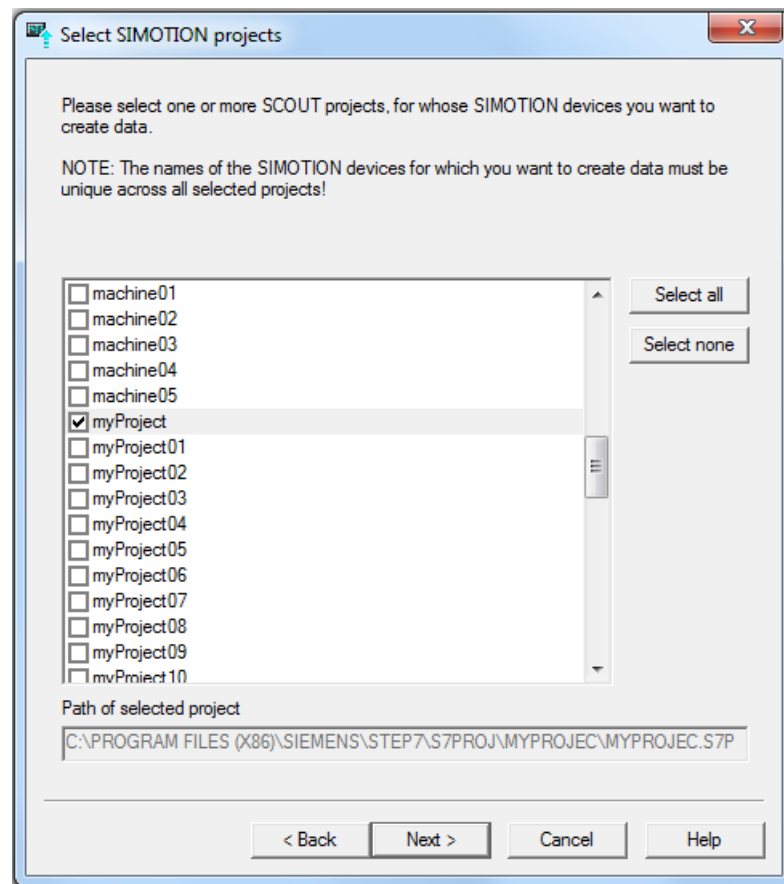 Select SIMOTION projects
Please select one or more SCOUT projects, for whose SIMOTION devices you want to
create data.
NOTE: The names of the SIMOTION devices for which you want to create data must be
unique across all selected projects!
machine01
machine02
machine03
machine04
machine05
myProject
myProject01
myProject02
myProject03
myProject04
myProject05
myProject06
myProject07
myProject08
myProject09
myProject10
Select all
Select none
Path of selected project
C:\PROGRAM FILES (X86)\SIEMENS\STEP7\S7PROJ\MYPROJEC\MYPROJEC.S7P
< Back
Next >
Cancel
Help